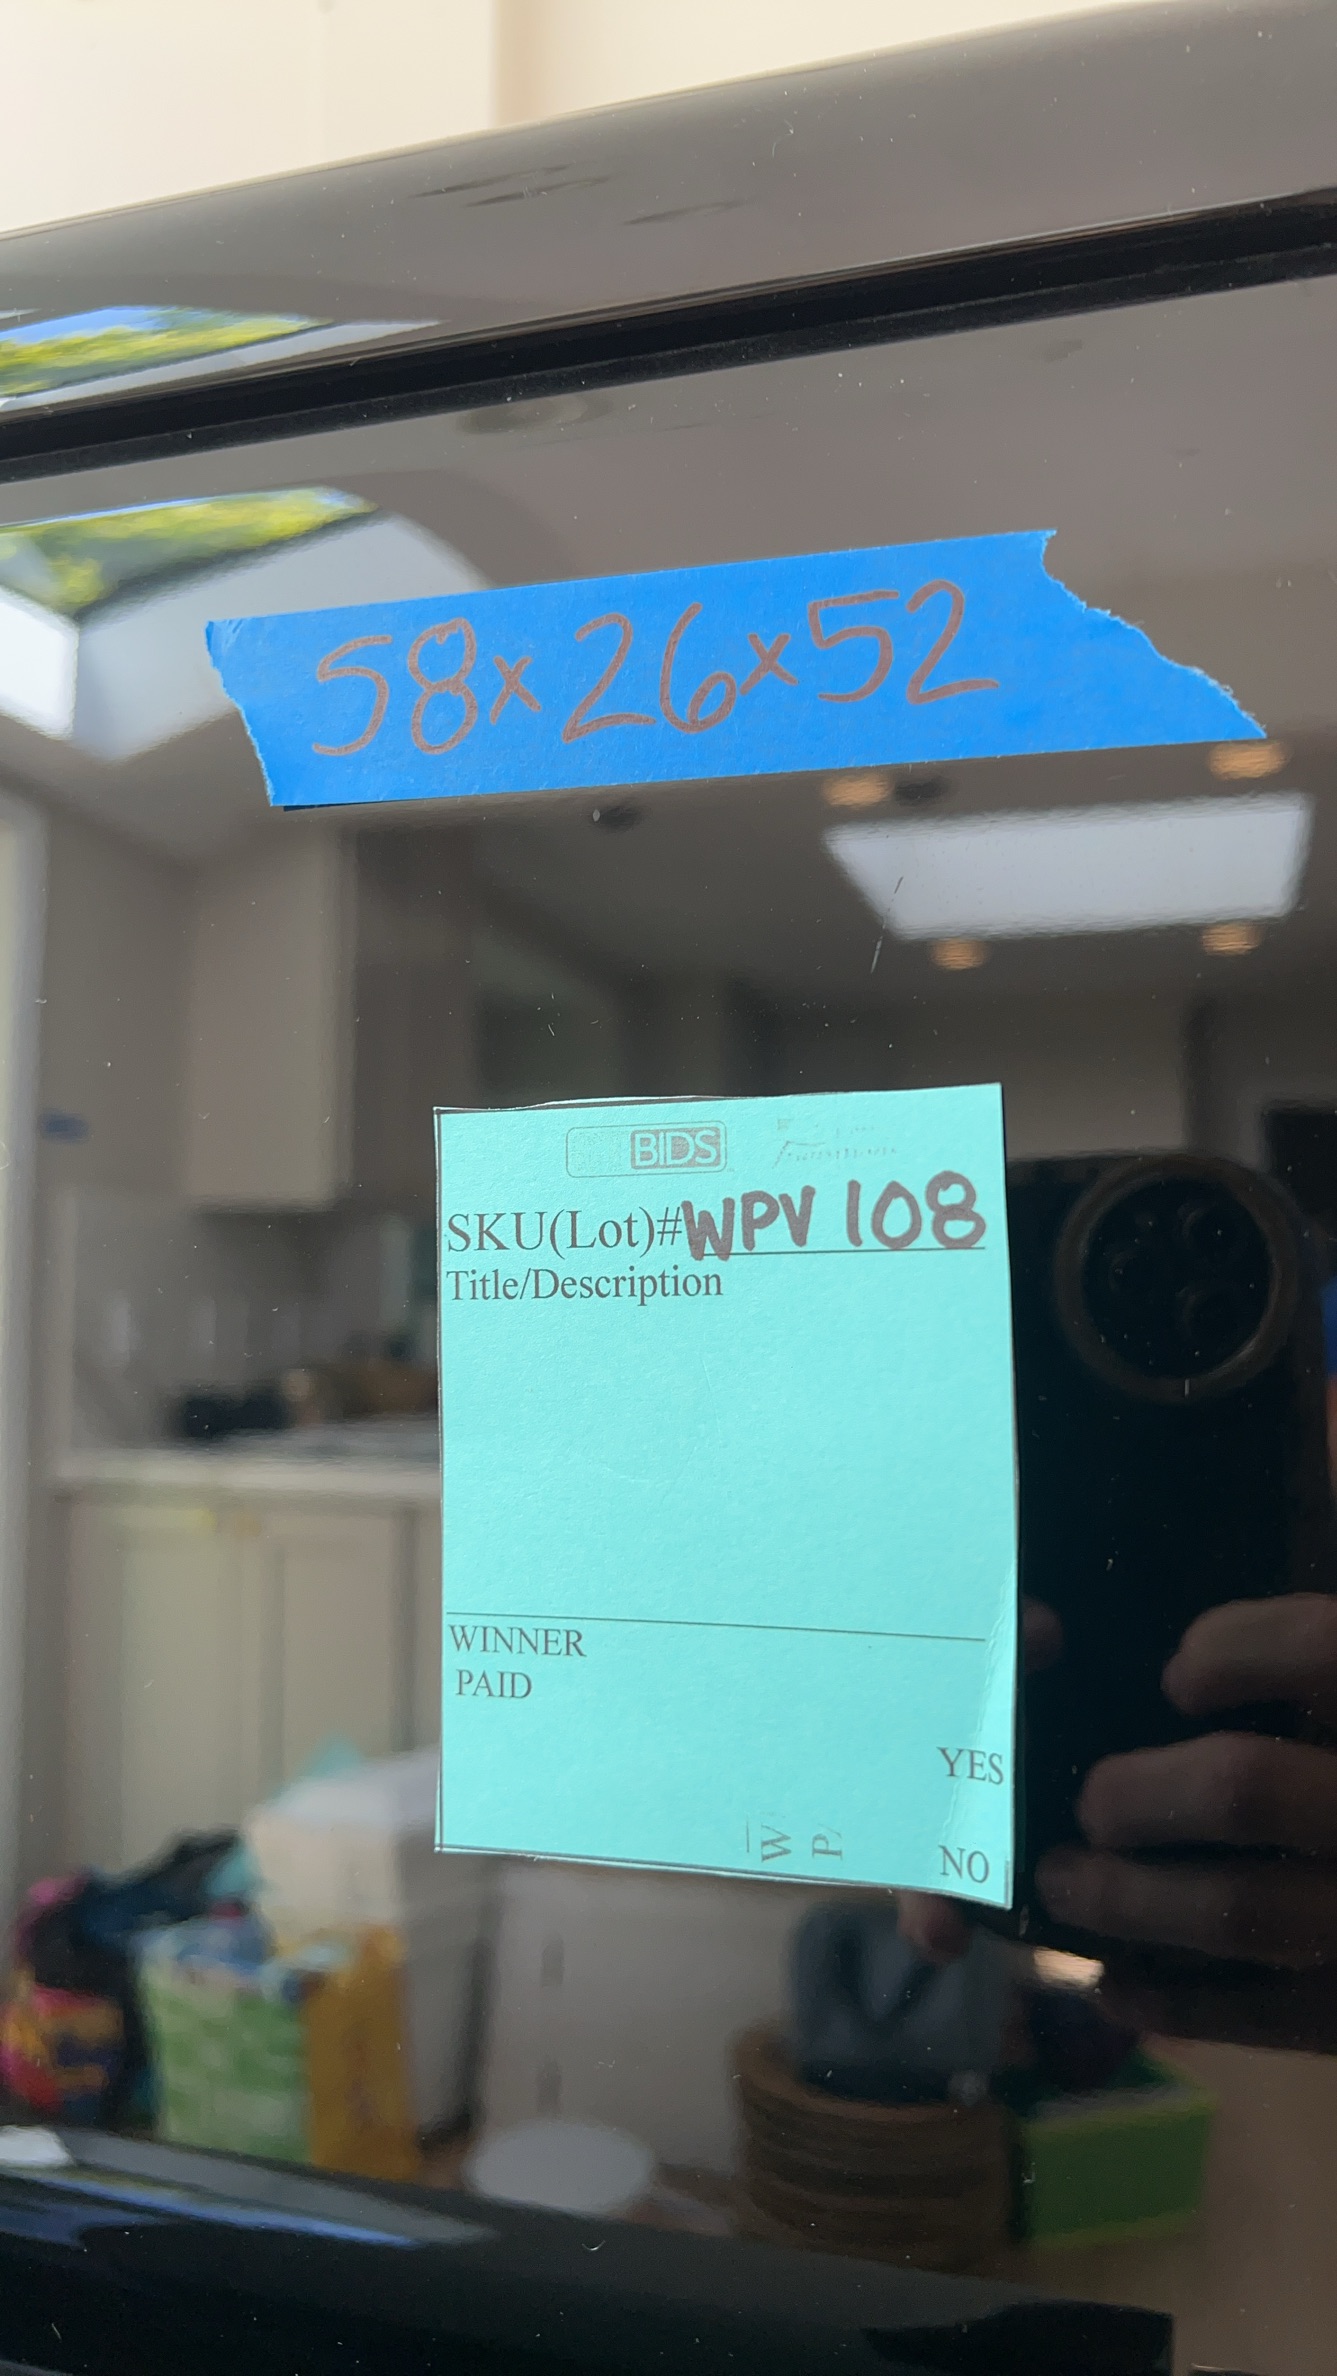 58x26x52
BIDS
SKU(Lot)#WPV 108
Title/Description
WINNER
PAID
YES
NO
W
P